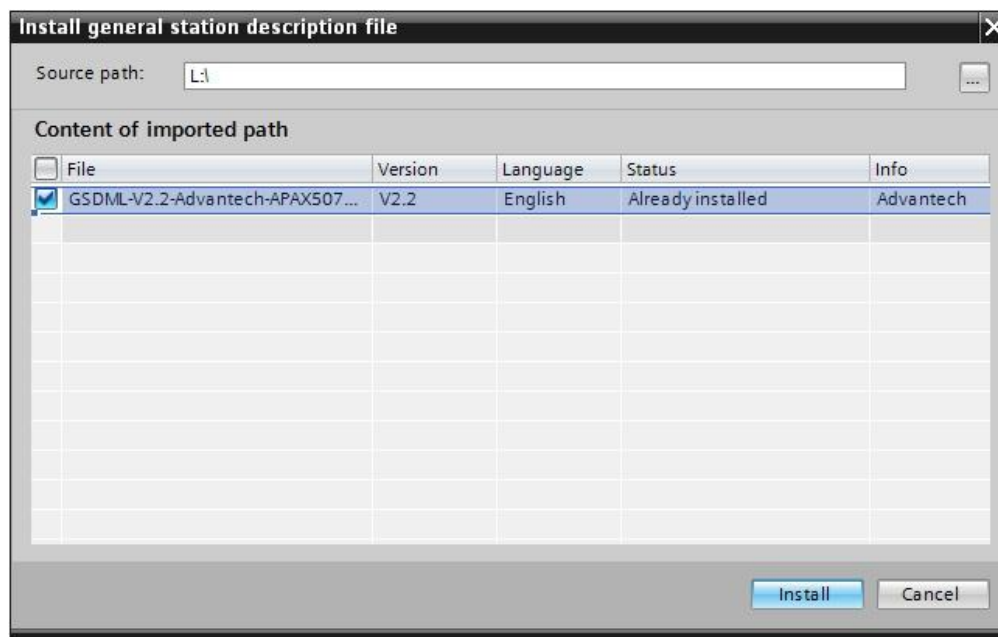 Install general station description file
Source path: L:\ ...
Content of imported path
File Version Language Status Info
GSDML-V2.2-Advantech-APAX507... V2.2 English Already installed Advantech
Install Cancel